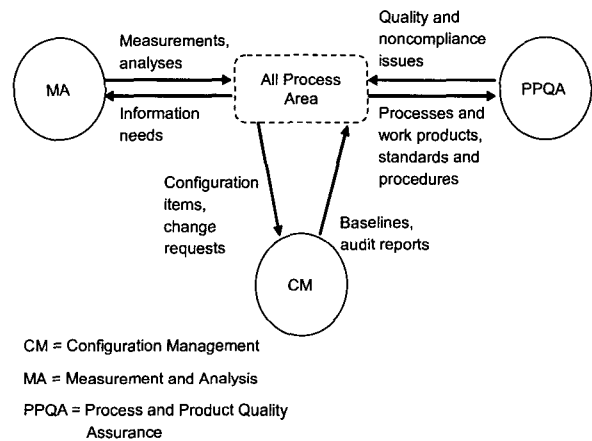 Measurements,
analyses
MA
Information
needs
All Process
Area
Quality and
noncompliance
issues
PPQA
Processes and
work products,
standards and
procedures
Configuration
items,
change
requests
Baselines,
audit reports
CM
CM = Configuration Management
MA = Measurement and Analysis
PPQA = Process and Product Quality
Assurance